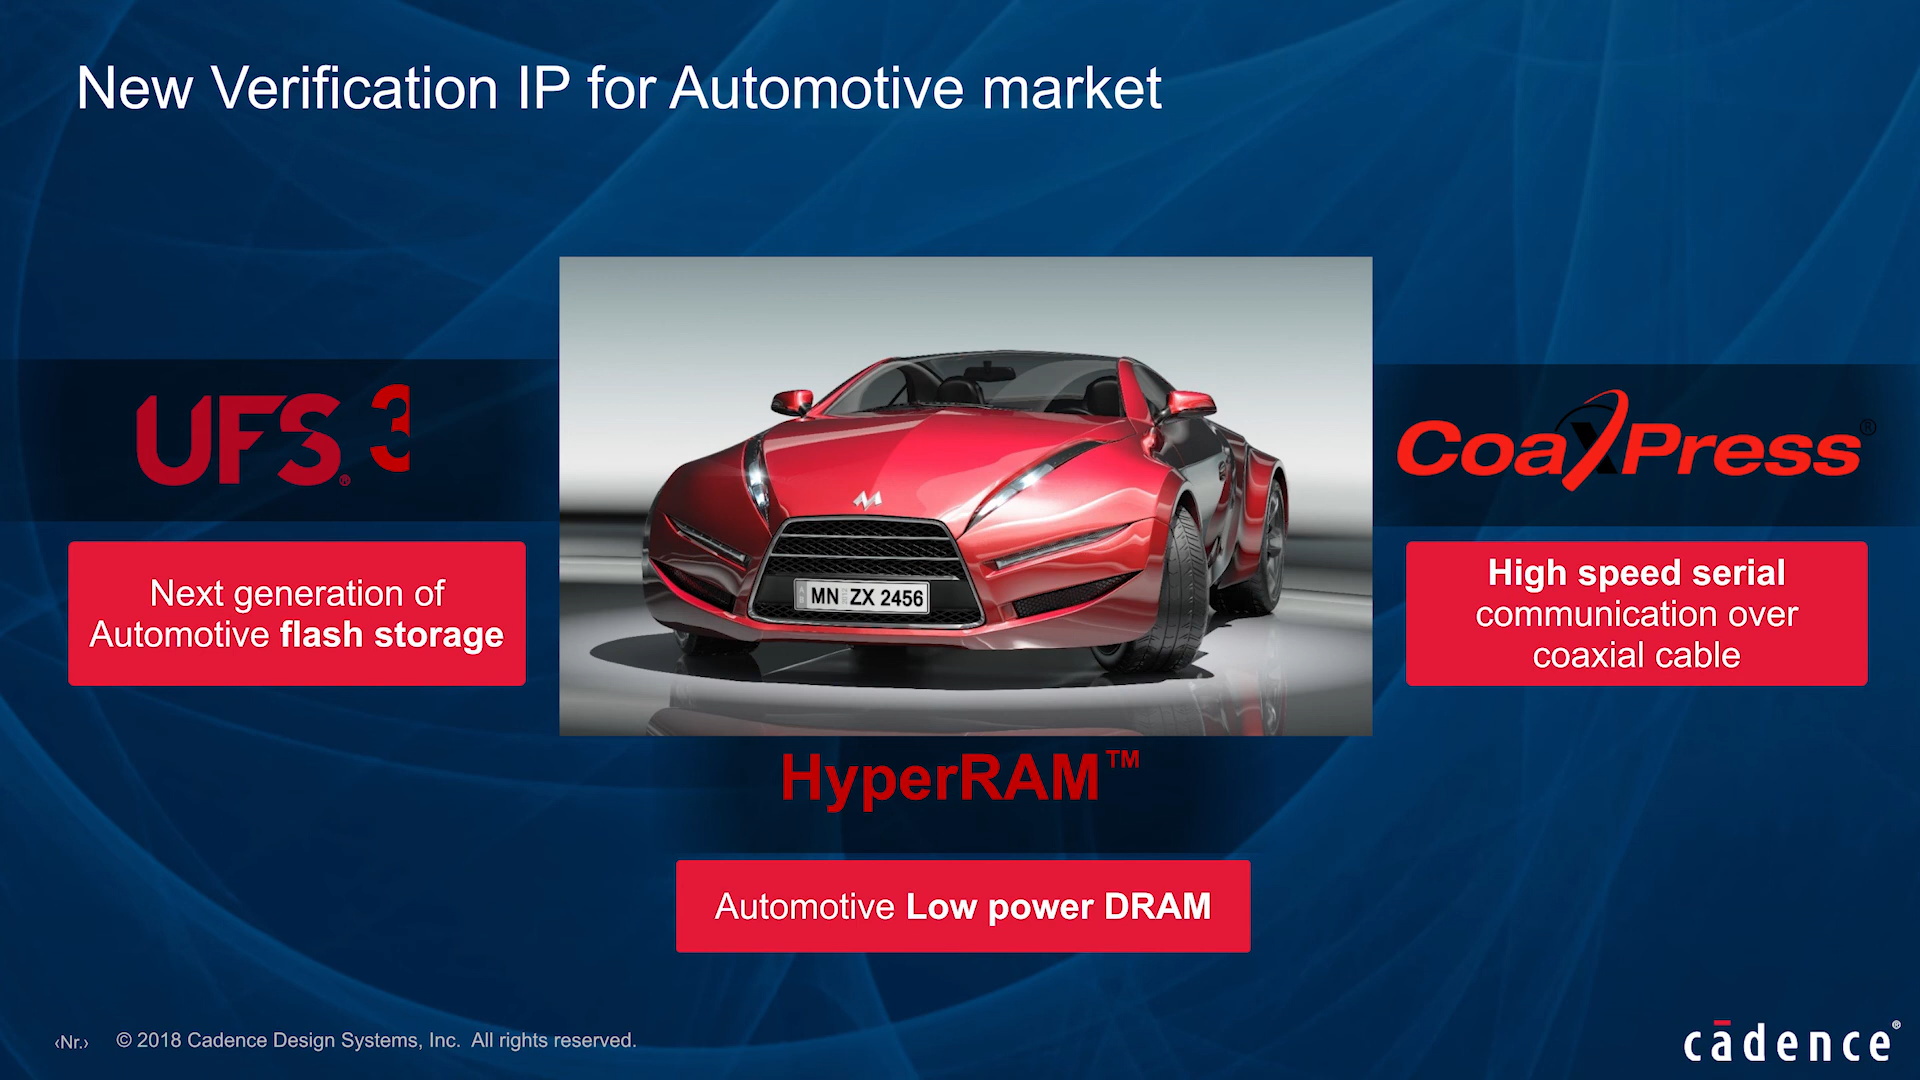 New Verification IP for Automotive market
UFS® 3
Next generation of
Automotive flash storage
MN ZX 2456
CoaXPress®
High speed serial
communication over
coaxial cable
HyperRAM™
Automotive Low power DRAM
‹Nr.› © 2018 Cadence Design Systems, Inc. All rights reserved.
cādence®